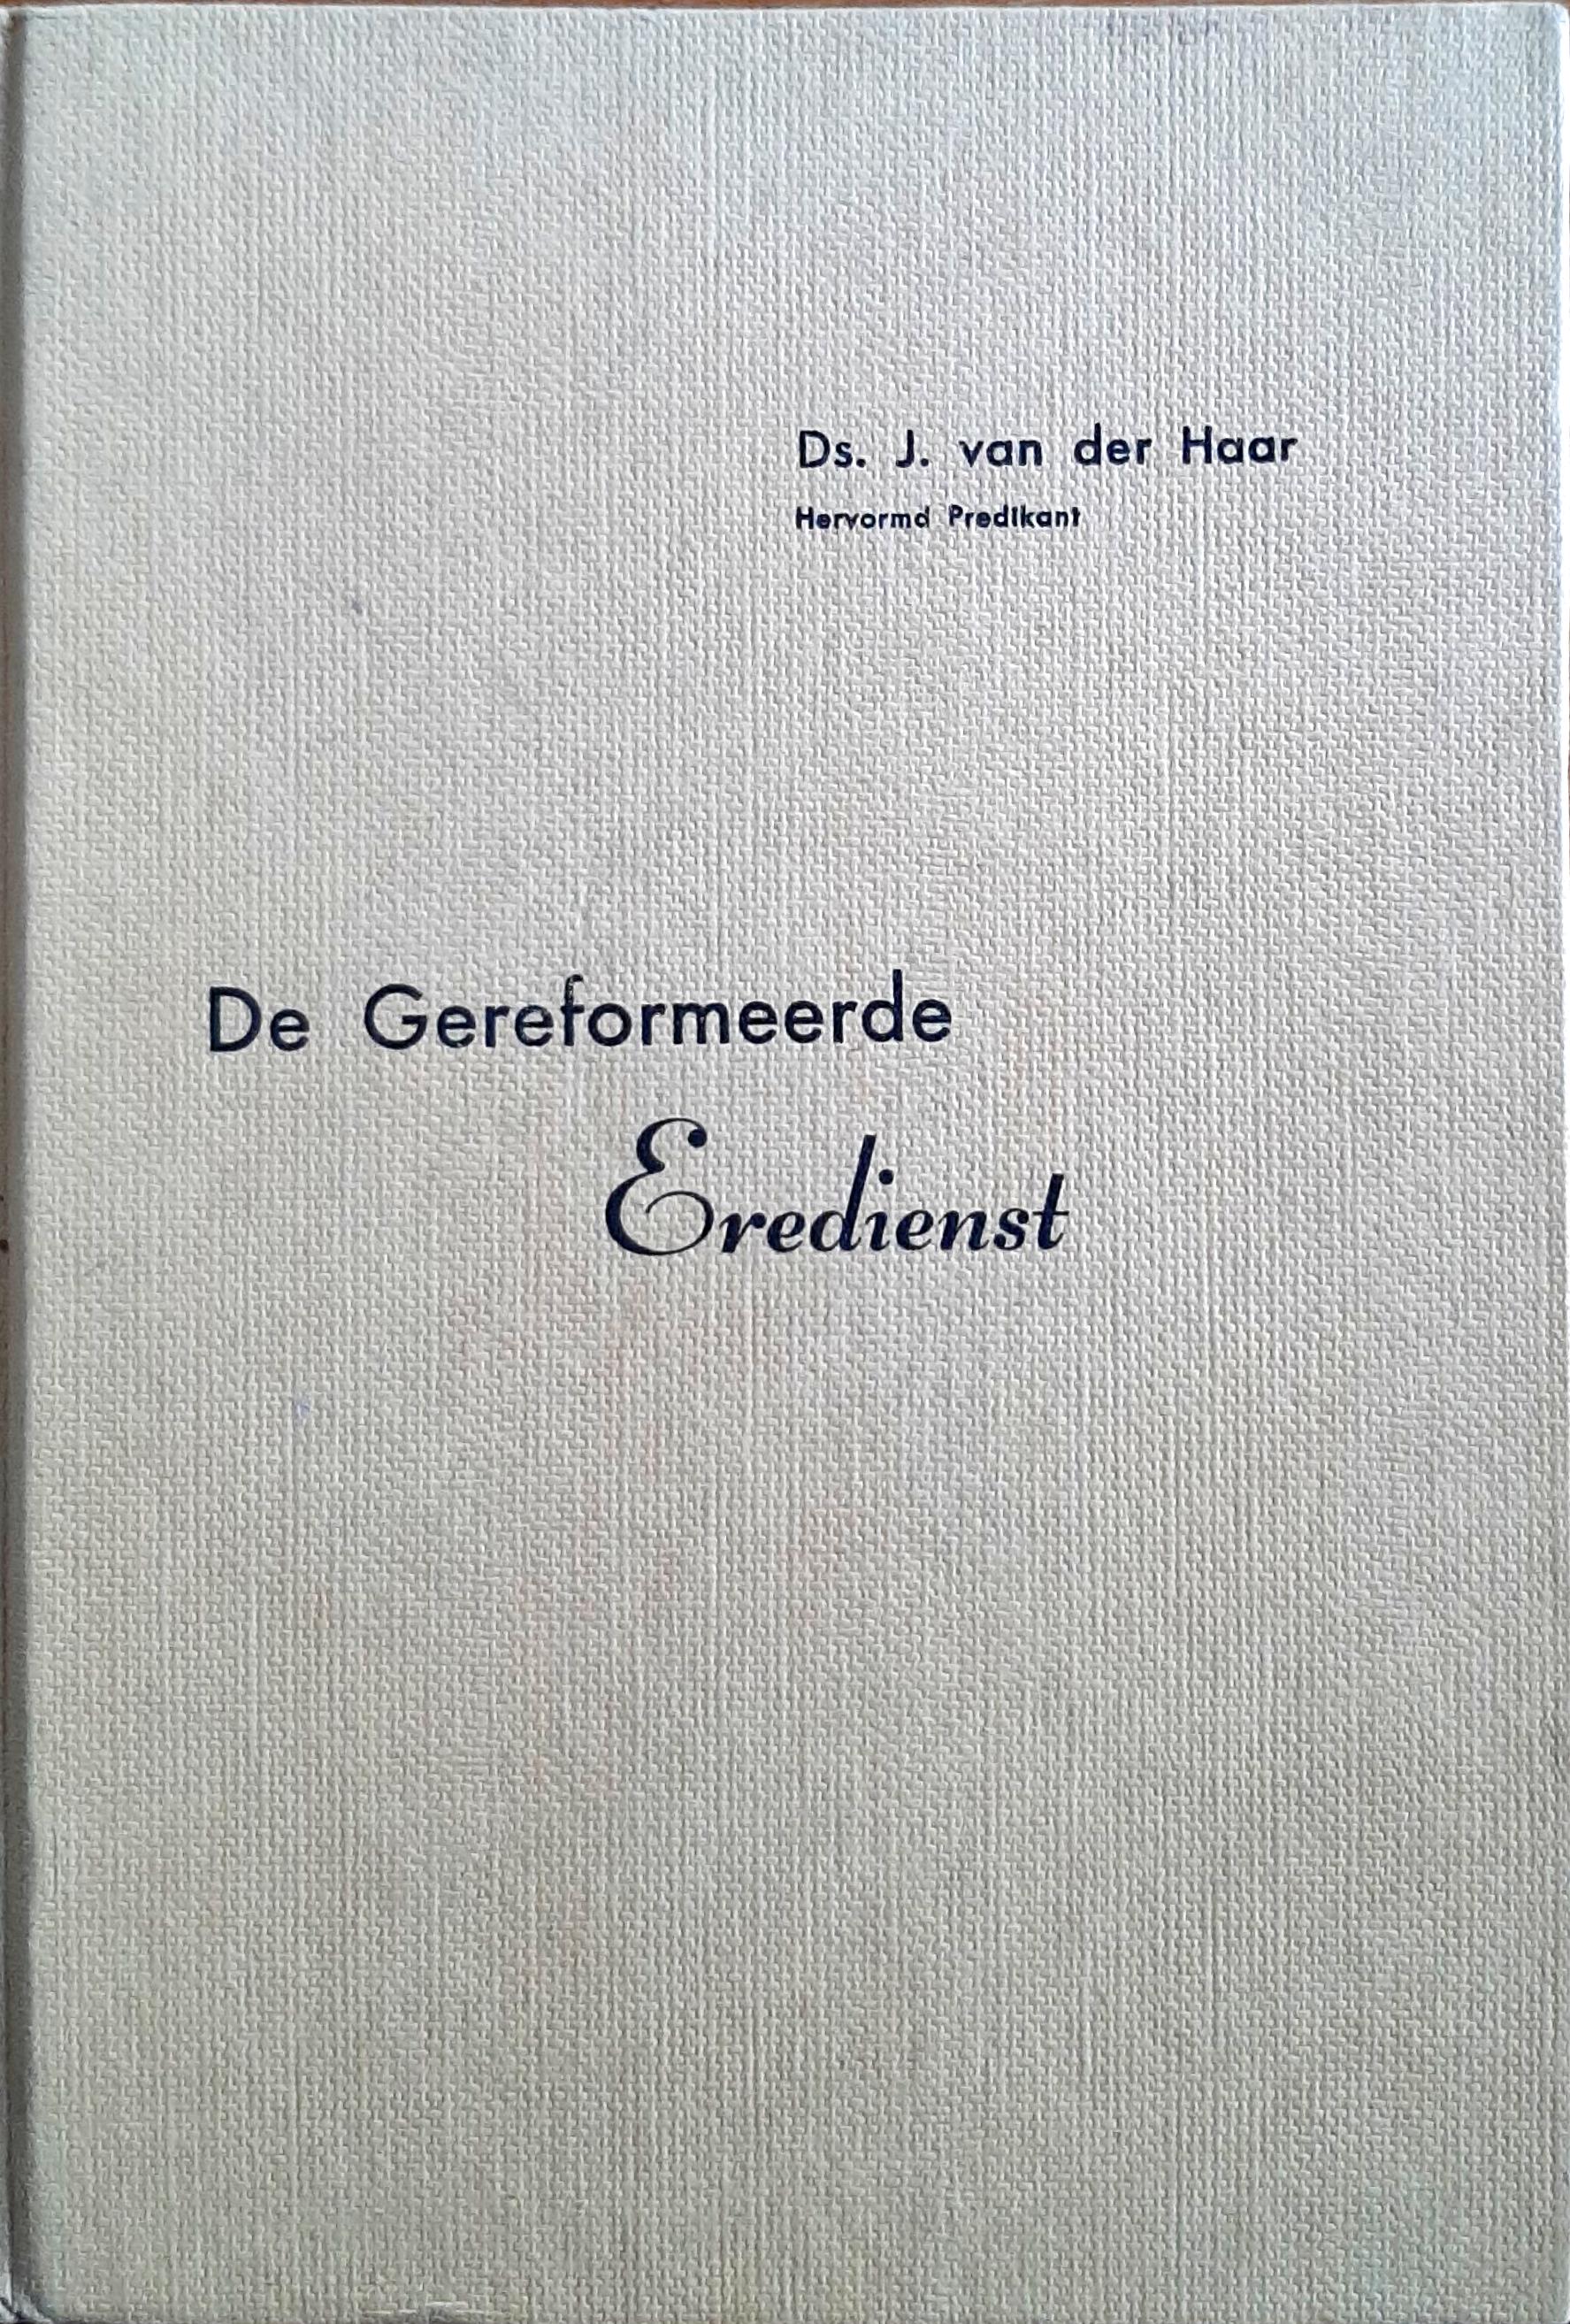 Ds. J. van der Haar
Hervormd Predikant
De Gereformeerde
Eredienst